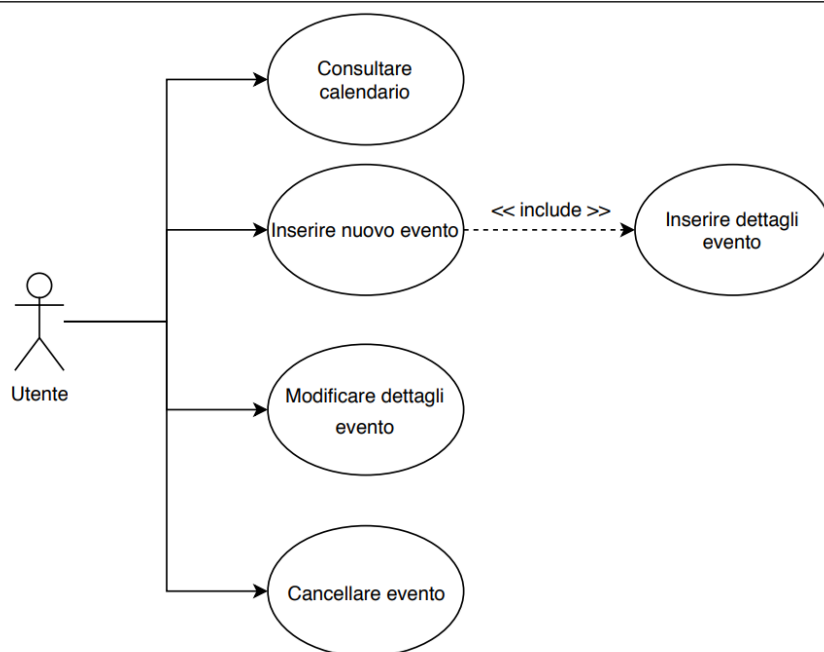 Consultare
calendario
Inserire nuovo evento
<< include >>
Inserire dettagli
evento
Utente
Modificare dettagli
evento
Cancellare evento